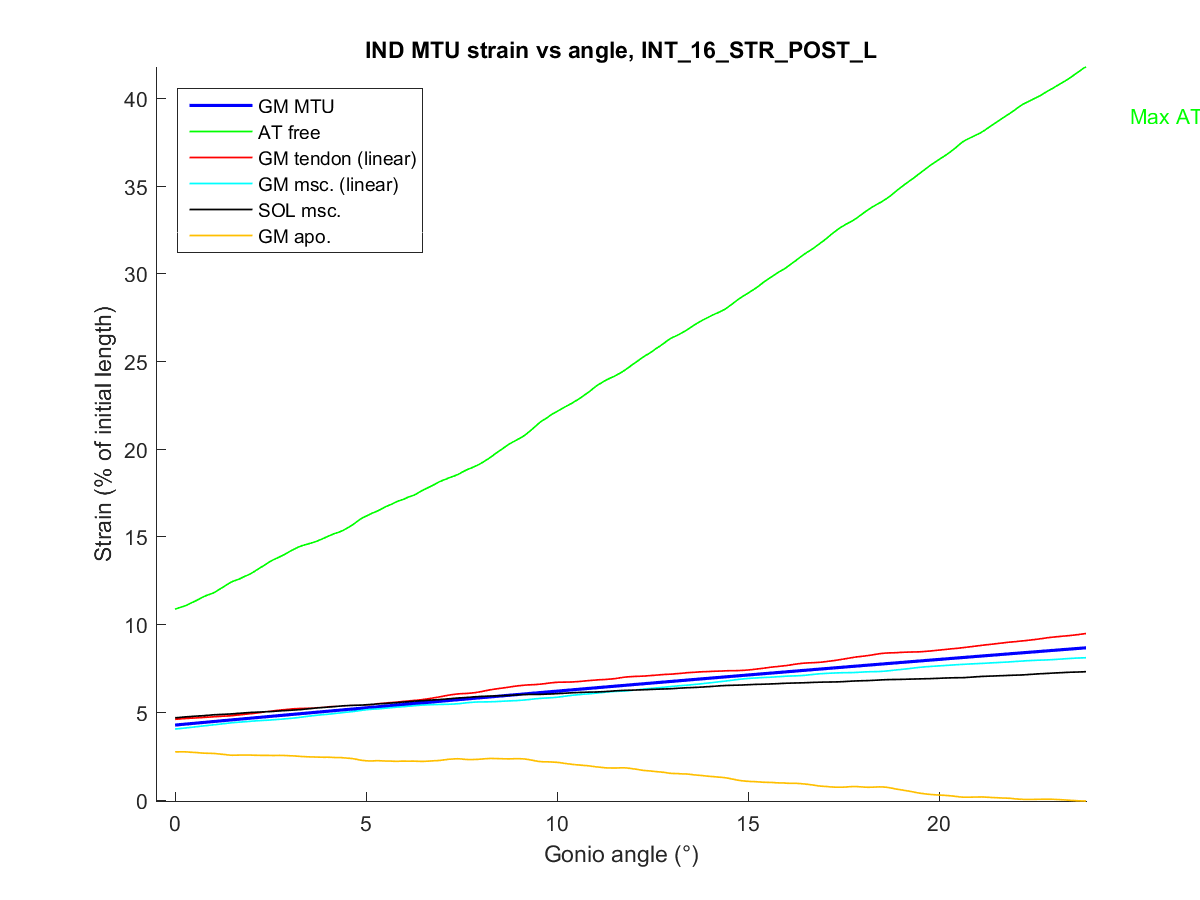 IND MTU strain vs angle, INT_16_STR_POST_L
GM MTU
AT free
GM tendon (linear)
GM msc. (linear)
SOL msc.
GM apo.
Max AT
Strain (% of initial length)
40
35
30
25
20
15
10
5
0
0 5 10 15 20
Gonio angle (°)